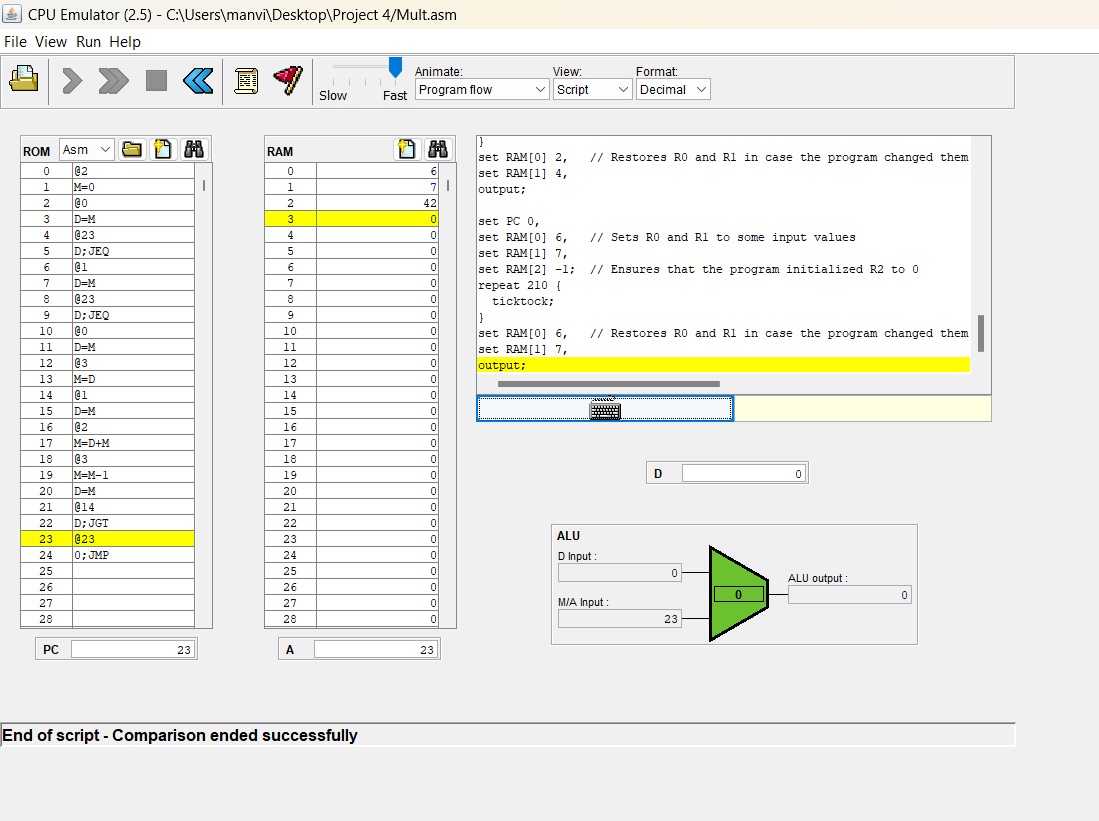 CPU Emulator (2.5) - C:\Users\manvi\Desktop\Project 4/Mult.asm
File View Run Help
Slow Fast
Animate:
Program flow
View:
Script
Format:
Decimal
ROM Asm
0 @2
1 M=0
2 @0
3 D=M
4 @23
5 D;JEQ
6 @1
7 D=M
8 @23
9 D;JEQ
10 @0
11 D=M
12 @3
13 M=D
14 @1
15 D=M
16 @2
17 M=D+M
18 @3
19 M=M-1
20 D=M
21 @14
22 D;JGT
23 @23
24 0;JMP
25
26
27
28
PC 23
RAM
0 6
1 7
2 42
3 0
4 0
5 0
6 0
7 0
8 0
9 0
10 0
11 0
12 0
13 0
14 0
15 0
16 0
17 0
18 0
19 0
20 0
21 0
22 0
23 0
24 0
25 0
26 0
27 0
28 0
A 23
}
set RAM[0] 2,   // Restores R0 and R1 in case the program changed them
set RAM[1] 4,
output;
set PC 0,
set RAM[0] 6,   // Sets R0 and R1 to some input values
set RAM[1] 7,
set RAM[2] -1;  // Ensures that the program initialized R2 to 0
repeat 210 {
  ticktock;
}
set RAM[0] 6,   // Restores R0 and R1 in case the program changed them
set RAM[1] 7,
output;
D 0
ALU
D Input :
0
M/A Input :
23
0
ALU output :
0
End of script - Comparison ended successfully